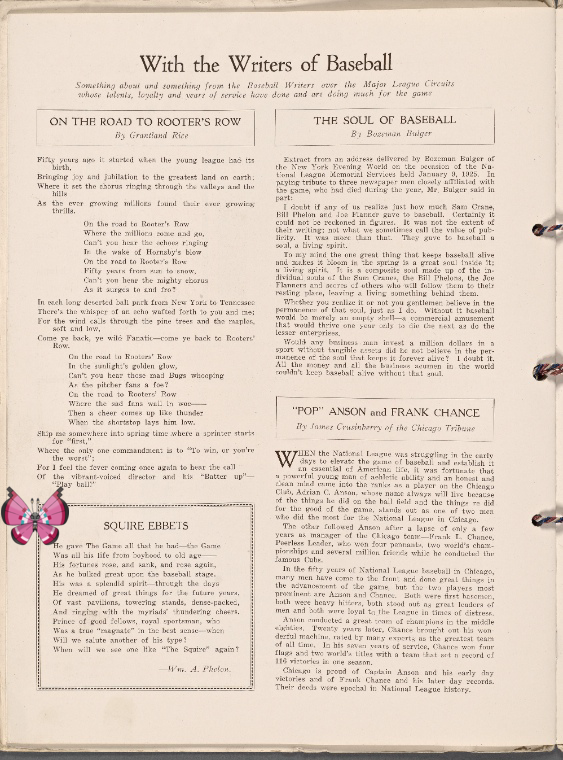 With the Writers of Baseball
Something about and something from the Baseball Writers over the Major League Circuits
whose talents, loyalty and years of service have done and are doing much for the game
ON THE ROAD TO ROOTER'S ROW
By Grantland Rice
Fifty years ago it started when the young league had its
birth,
Bringing joy and jubilation to the greatest land on earth;
Where it set the chorus ringing through the valleys and the
hills
As the ever growing millions found their ever growing
thrills.
On the road to Rooter's Row
Where the millions come and go,
Can't you hear the echoes ringing
In the wake of Hornsby's blow
On the road to Rooter's Row
Fifty years from sun to snow,
Can't you hear the mighty chorus
As it surges to and fro?
In each long deserted ball park from New York to Tennessee
There's the whisper of an echo wafted forth to you and me;
For the wind calls through the pine trees and the maples,
soft and low,
Come ye back, ye wild Fanatic—come ye back to Rooters'
Row.
On the road to Rooters' Row
In the sunlight's golden glow,
Can't you hear those mad Bugs whooping
As the pitcher fans a foe?
On the road to Rooters' Row
Where the sad fans wail in woe——
Then a cheer comes up like thunder
When the shortstop lays him low.
Ship me somewhere into spring time where a sprinter starts
for "first,"
Where the only commandment is to "To win, or you're
the worst";
For I feel the fever coming once again to hear the call
Of the vibrant-voiced director and his "Batter up"—
"Play ball!"
SQUIRE EBBETS
He gave The Game all that he had—the Game
Was all his life from boyhood to old age——
His fortunes rose, and sank, and rose again,
As he bulked great upon the baseball stage.
His was a splendid spirit—through the days
He dreamed of great things for the future years,
Of vast pavilions, towering stands, dense-packed,
And ringing with the myriads' thundering cheers.
Prince of good fellows, royal sportsman, who
Was a true "magnate" in the best sense—when
Will we salute another of his type?
When will we see one like "The Squire" again?
—Wm. A. Phelon.
THE SOUL OF BASEBALL
By Bozeman Bulger
Extract from an address delivered by Bozeman Bulger of
the New York Evening World on the occasion of the Na-
tional League Memorial Services held January 9, 1925. In
paying tribute to three newspaper men closely affiliated with
the game, who had died during the year, Mr. Bulger said in
part:
I doubt if any of us realize just how much Sam Crane,
Bill Phelon and Joe Flanner gave to baseball. Certainly it
could not be reckoned in figures. It was not the extent of
their writing; not what we sometimes call the value of pub-
licity. It was more than that. They gave to baseball a
soul, a living spirit.
To my mind the one great thing that keeps baseball alive
and makes it bloom in the spring is a great soul inside it;
a living spirit. It is a composite soul made up of the in-
dividual souls of the Sam Cranes, the Bill Phelons, the Joe
Flanners and scores of others who will follow them to their
resting place, leaving a living something behind them.
Whether you realize it or not you gentlemen believe in the
permanence of that soul, just as I do. Without it baseball
would be merely an empty shell—a commercial amusement
that would thrive one year only to die the next as do the
lesser enterprises.
Would any business man invest a million dollars in a
sport without tangible assets did he not believe in the per-
manence of the soul that keeps it forever alive? I doubt it.
All the money and all the business acumen in the world
couldn't keep baseball alive without that soul.
"POP" ANSON and FRANK CHANCE
By James Crusinberry of the Chicago Tribune
WHEN the National League was struggling in the early
days to elevate the game of baseball and establish it
an essential of American life, it was fortunate that
a powerful young man of athletic ability and an honest and
clean mind came into the ranks as a player on the Chicago
Club, Adrian C. Anson, whose name always will live because
of the things he did on the ball field and the things he did
for the good of the game, stands out as one of two men
who did the most for the National League in Chicago.
The other followed Anson after a lapse of only a few
years as manager of the Chicago team—Frank L. Chance,
Peerless Leader, who won four pennants, two world's cham-
pionships and several million friends while he conducted the
famous Cubs.
In the fifty years of National League baseball in Chicago,
many men have come to the front and done great things in
the advancement of the game, but the two players most
prominent are Anson and Chance. Both were first basemen,
both were heavy hitters, both stood out as great leaders of
men and both were loyal to the League in times of distress.
Anson conducted a great team of champions in the middle
eighties. Twenty years later, Chance brought out his won-
derful machine, rated by many experts as the greatest team
of all time. In his seven years of service, Chance won four
flags and two world's titles with a team that set a record of
116 victories in one season.
Chicago is proud of Captain Anson and his early day
victories and of Frank Chance and his later day records.
Their deeds were epochal in National League history.